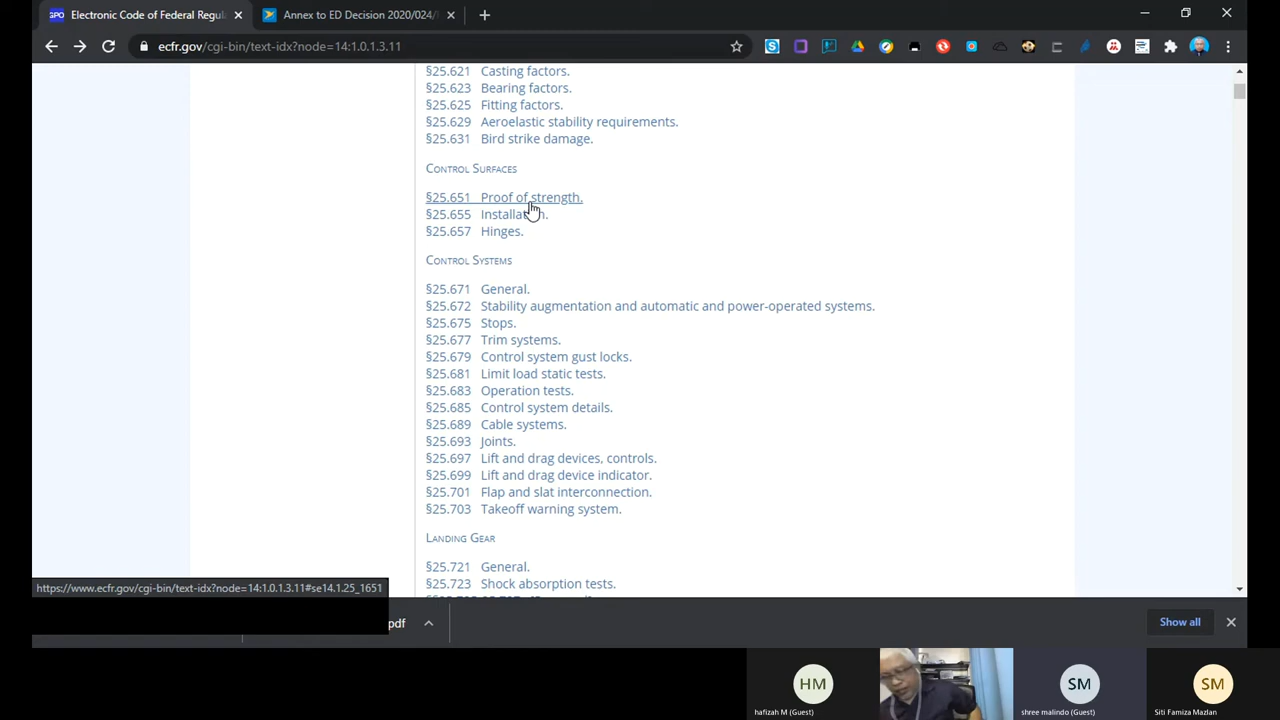 GPO Electronic Code of Federal Regula
Annex to ED Decision 2020/024/
ecfr.gov/cgi-bin/text-idx?node=14:1.0.1.3.11
§25.621 Casting factors.
§25.623 Bearing factors.
§25.625 Fitting factors.
§25.629 Aeroelastic stability requirements.
§25.631 Bird strike damage.
Control Surfaces
§25.651 Proof of strength.
§25.655 Installation.
§25.657 Hinges.
Control Systems
§25.671 General.
§25.672 Stability augmentation and automatic and power-operated systems.
§25.675 Stops.
§25.677 Trim systems.
§25.679 Control system gust locks.
§25.681 Limit load static tests.
§25.683 Operation tests.
§25.685 Control system details.
§25.689 Cable systems.
§25.693 Joints.
§25.697 Lift and drag devices, controls.
§25.699 Lift and drag device indicator.
§25.701 Flap and slat interconnection.
§25.703 Takeoff warning system.
Landing Gear
§25.721 General.
§25.723 Shock absorption tests.
https://www.ecfr.gov/cgi-bin/text-idx?node=14:1.0.1.3.11#se14.1.25_1651
pdf
Show all
HM
SM
SM
hafizah M (Guest)
shree malindo (Guest)
Siti Famiza Mazlan